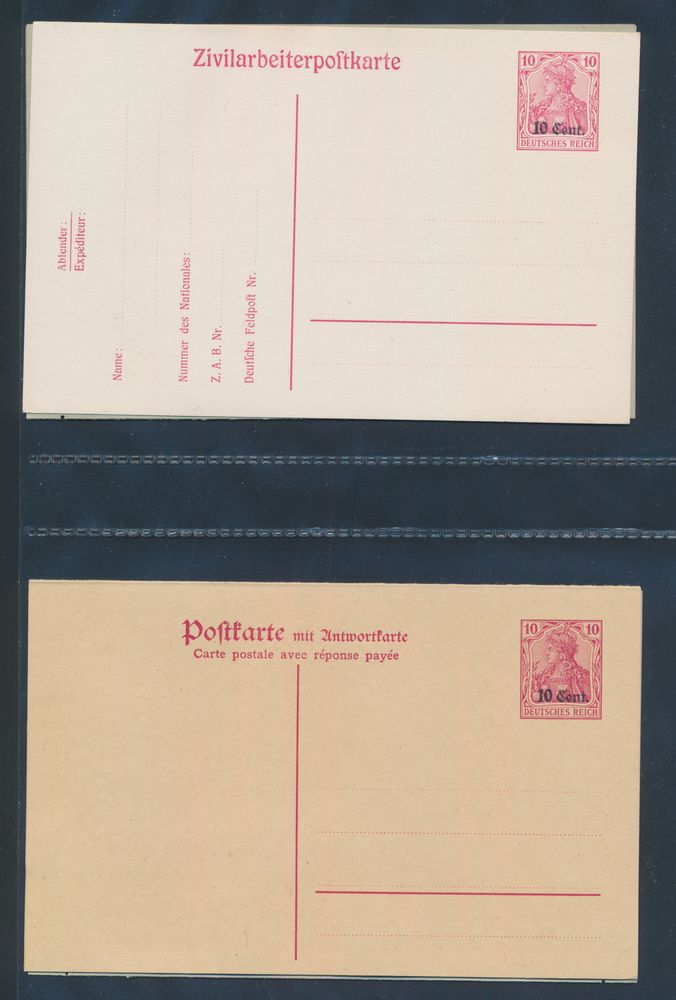 Zivilarbeiterpoſtkarte
10 10
10 Cent.
DEUTSCHES REICH
Abſender:
Expéditeur:
Name:
Nummer des Nationales:
Z. A. B. Nr.
Deutſche Feldpoſt Nr.
Poſtkarte mit Antwortkarte
Carte postale avec réponse payée
10 10
10 Cent.
DEUTSCHES REICH